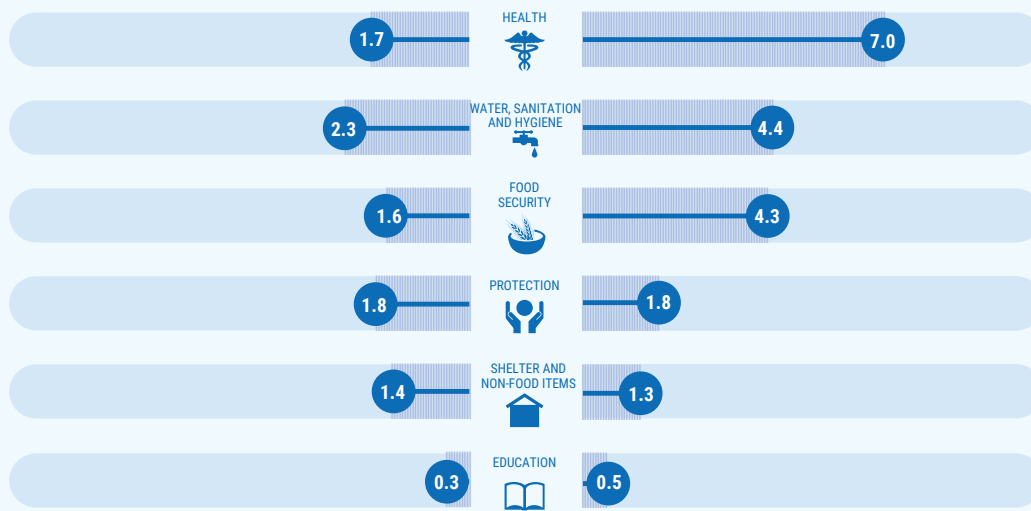 HEALTH
1.7
7.0
WATER, SANITATION
AND HYGIENE
2.3
4.4
FOOD
SECURITY
1.6
4.3
PROTECTION
1.8
1.8
SHELTER AND
NON-FOOD ITEMS
1.4
1.3
EDUCATION
0.3
0.5